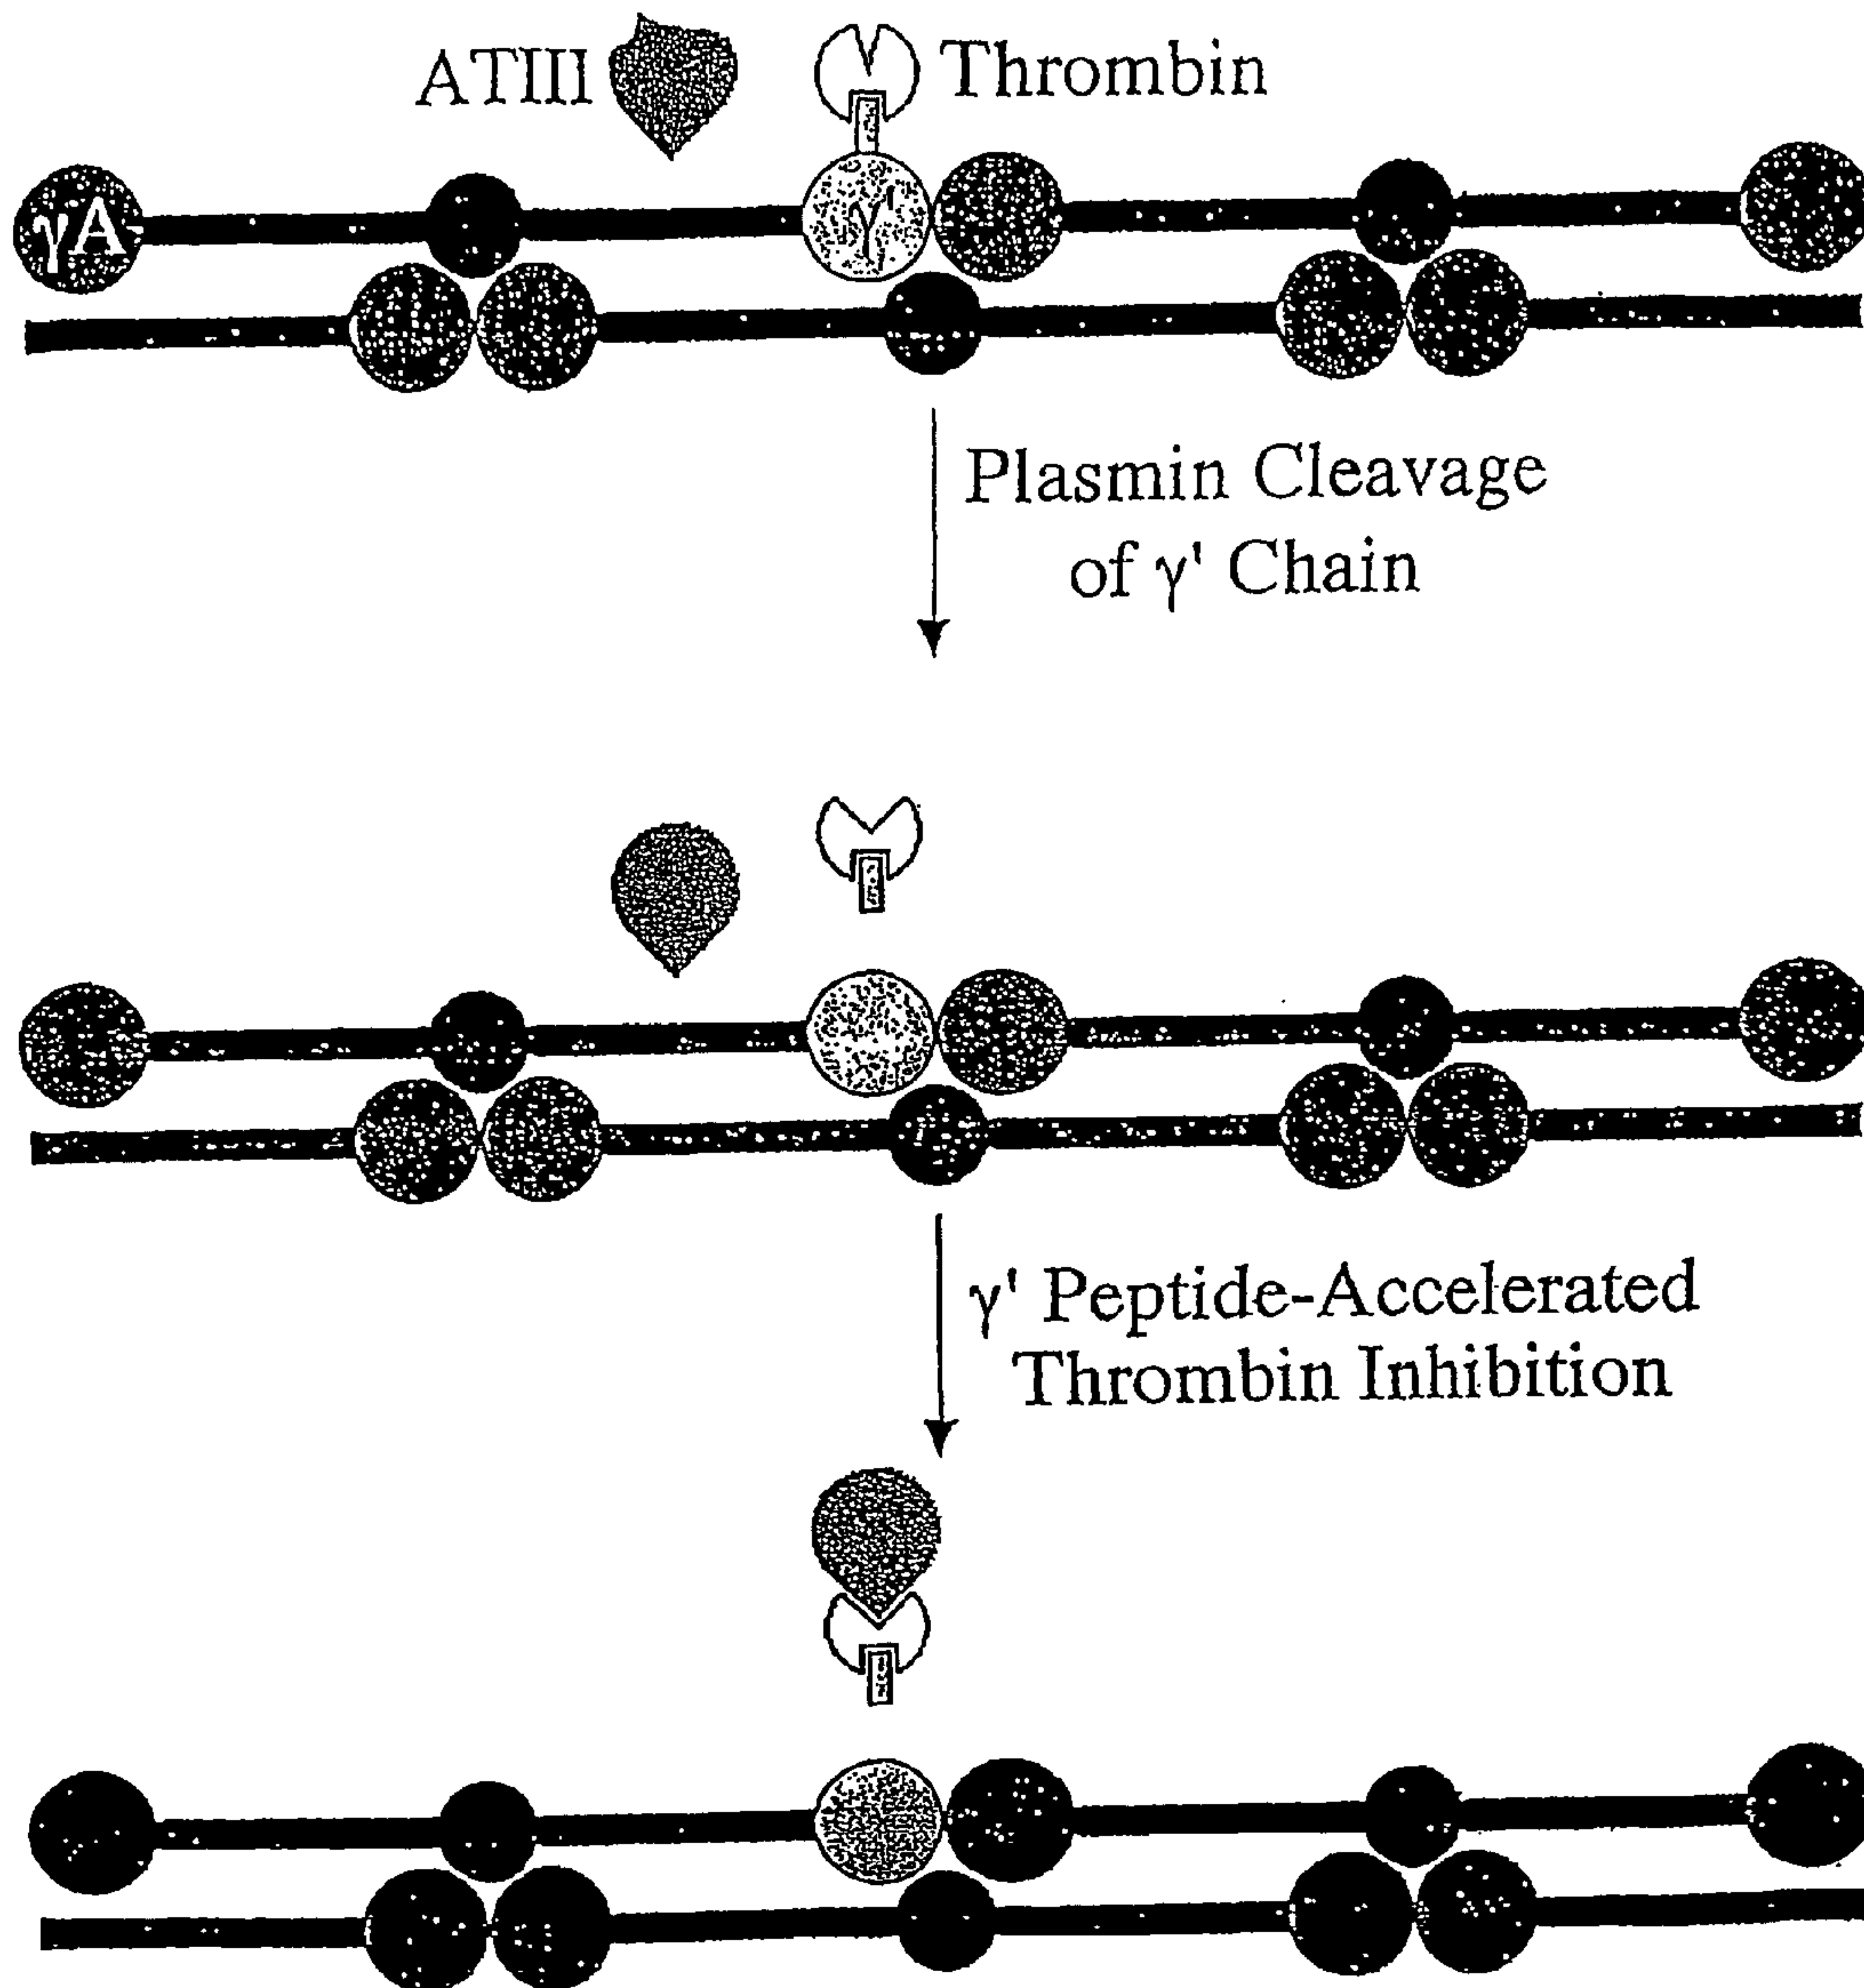 ATIII
Thrombin
γA
γ'
Plasmin Cleavage
of γ' Chain
γ' Peptide-Accelerated
Thrombin Inhibition